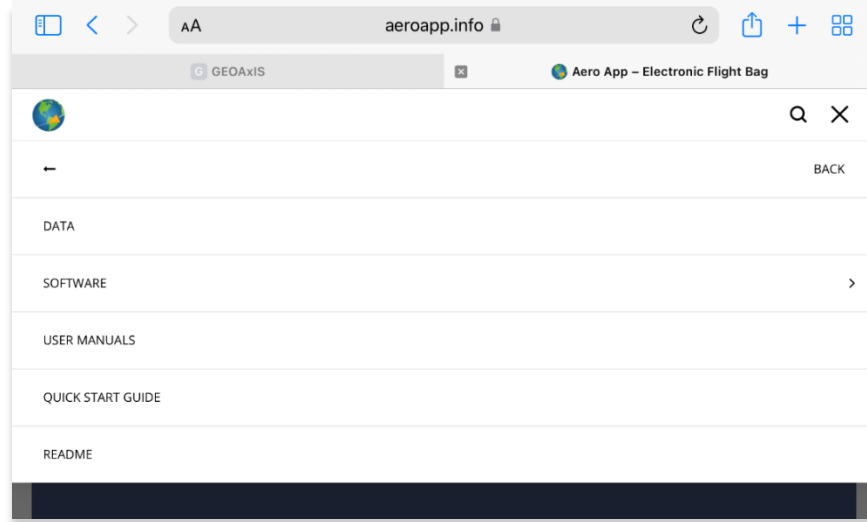 AA
aeroapp.info
G GEOAxIS
Aero App – Electronic Flight Bag
BACK
DATA
SOFTWARE
USER MANUALS
QUICK START GUIDE
README